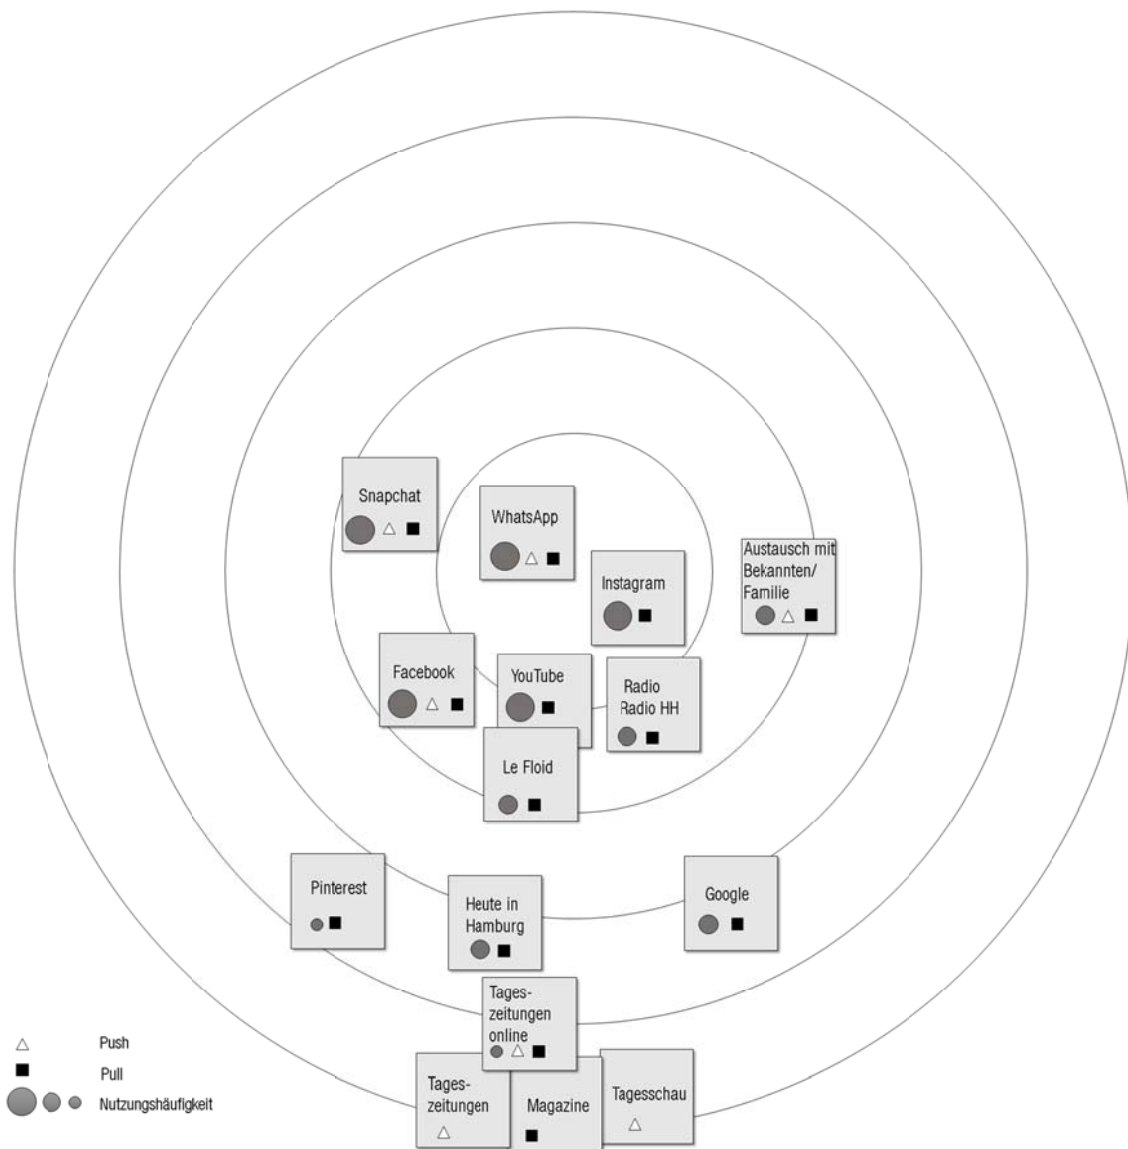 Snapchat
WhatsApp
Instagram
Austausch mit
Bekannten/
Familie
Facebook
YouTube
Radio
Radio HH
Le Floid
Pinterest
Heute in
Hamburg
Google
Tages-
zeitungen
online
Tages-
zeitungen
Magazine
Tagesschau
Push
Pull
Nutzungshäufigkeit